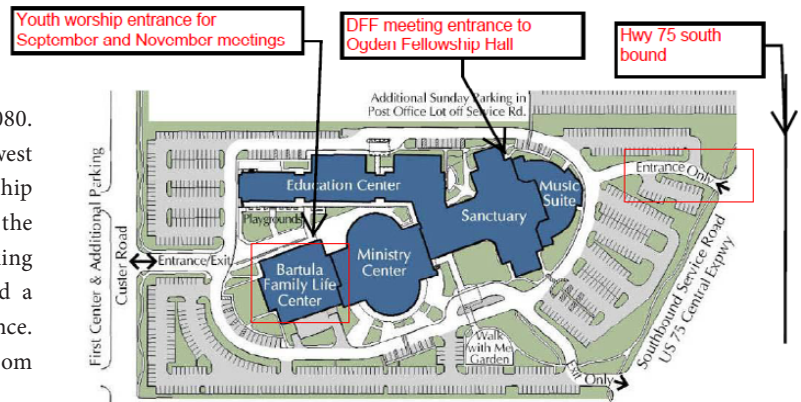 Youth worship entrance for
September and November meetings
DFF meeting entrance to
Ogden Fellowship Hall
Hwy 75 south
bound
080.
west
ship
the
ing
d a
nce.
om
First Center & Additional Parking
Custer Road
Additional Sunday Parking in
Post Office Lot off Service Rd.
Entrance Only
Education Center
Music
Suite
Sanctuary
Playgrounds
Ministry
Center
Entrance/Exit
Bartula
Family Life
Center
Walk
with Me
Garden
Exit Only
Southbound Service Road
US 75 Central Expwy